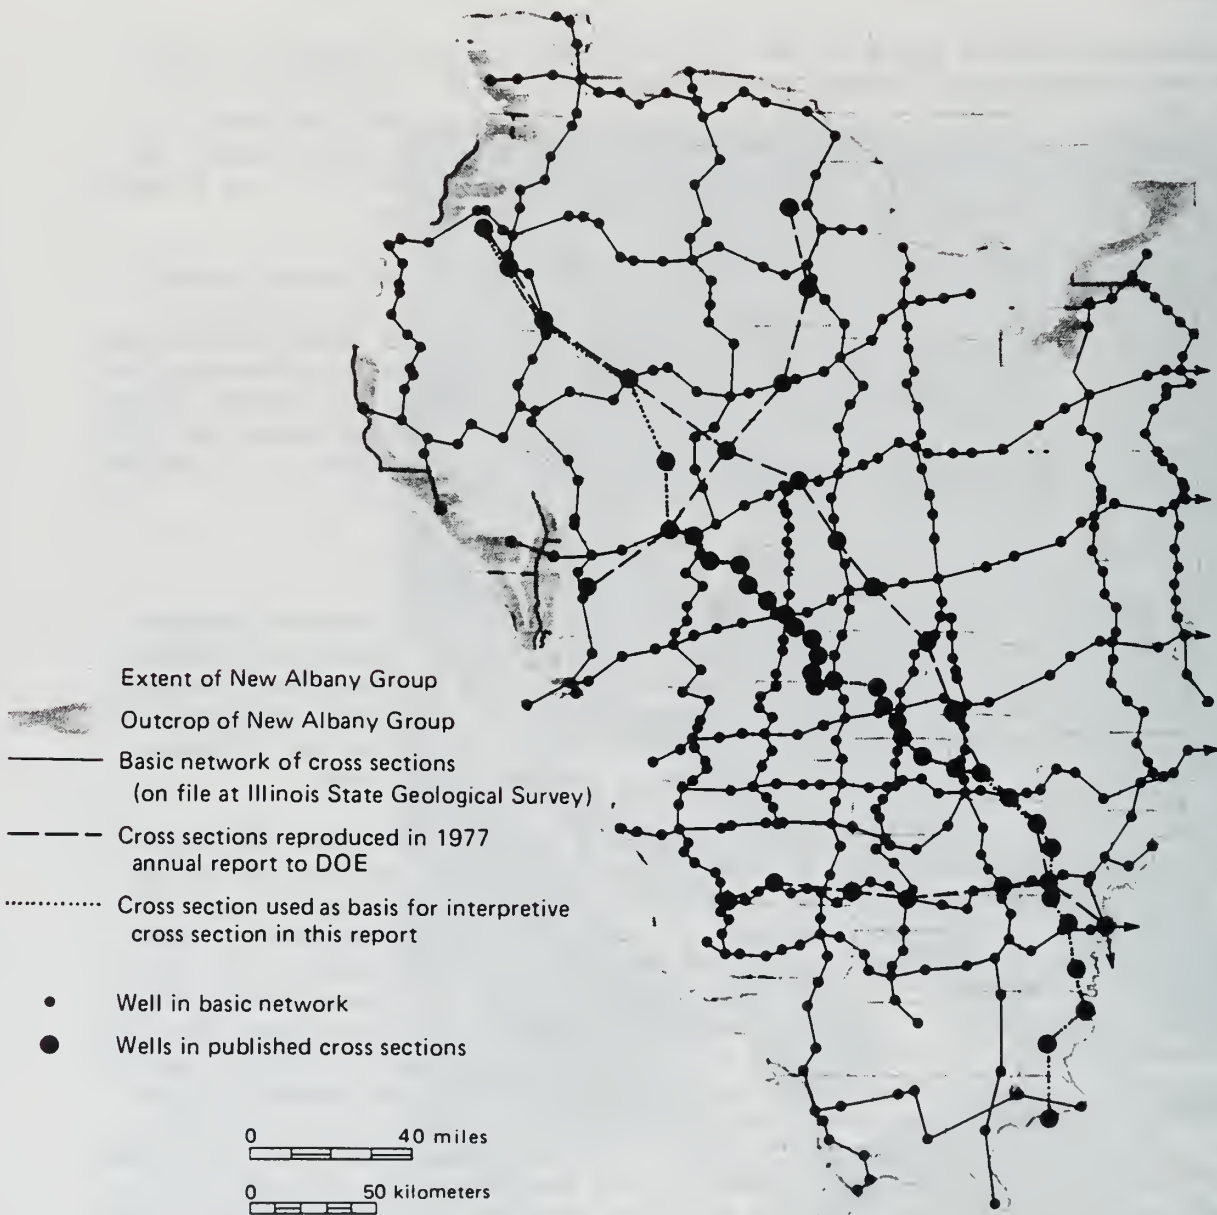 Extent of New Albany Group
Outcrop of New Albany Group
Basic network of cross sections
(on file at Illinois State Geological Survey)
Cross sections reproduced in 1977
annual report to DOE
Cross section used as basis for interpretive
cross section in this report
Well in basic network
Wells in published cross sections
0 40 miles
0 50 kilometers